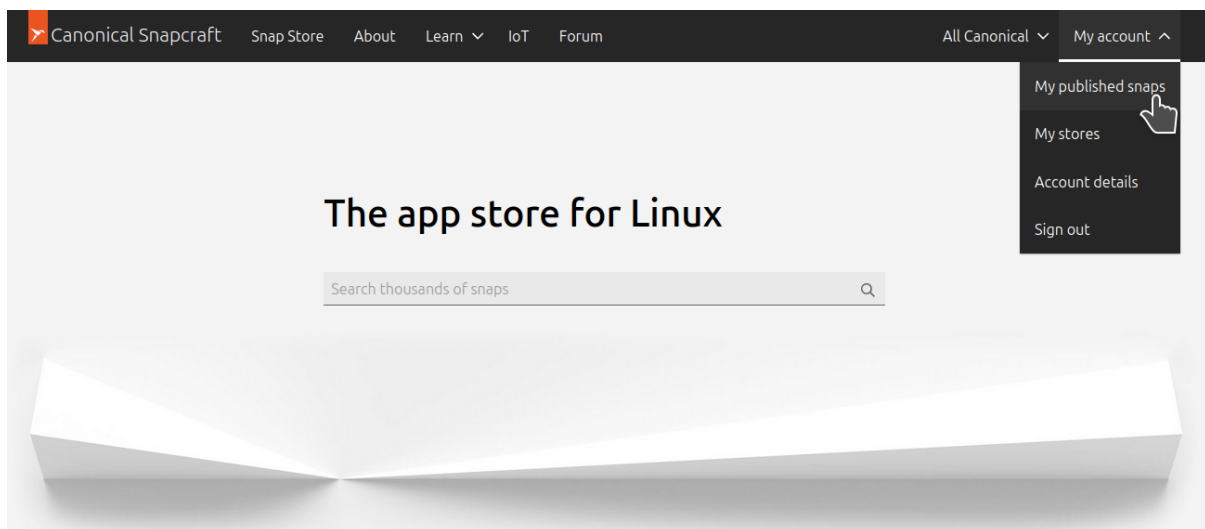 Canonical Snapcraft Snap Store About Learn IoT Forum All Canonical My account
My published snaps
My stores
Account details
Sign out
The app store for Linux
Search thousands of snaps